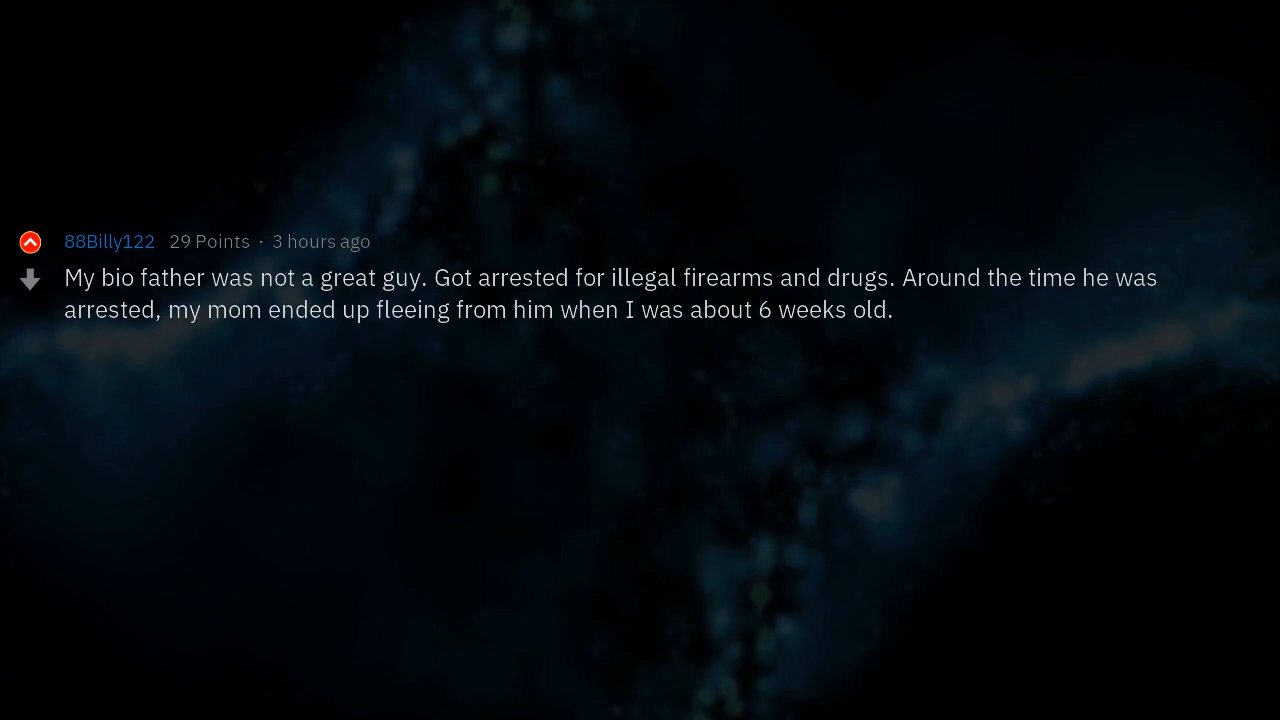 88Billy122 29 Points · 3 hours ago
My bio father was not a great guy. Got arrested for illegal firearms and drugs. Around the time he was
arrested, my mom ended up fleeing from him when I was about 6 weeks old.